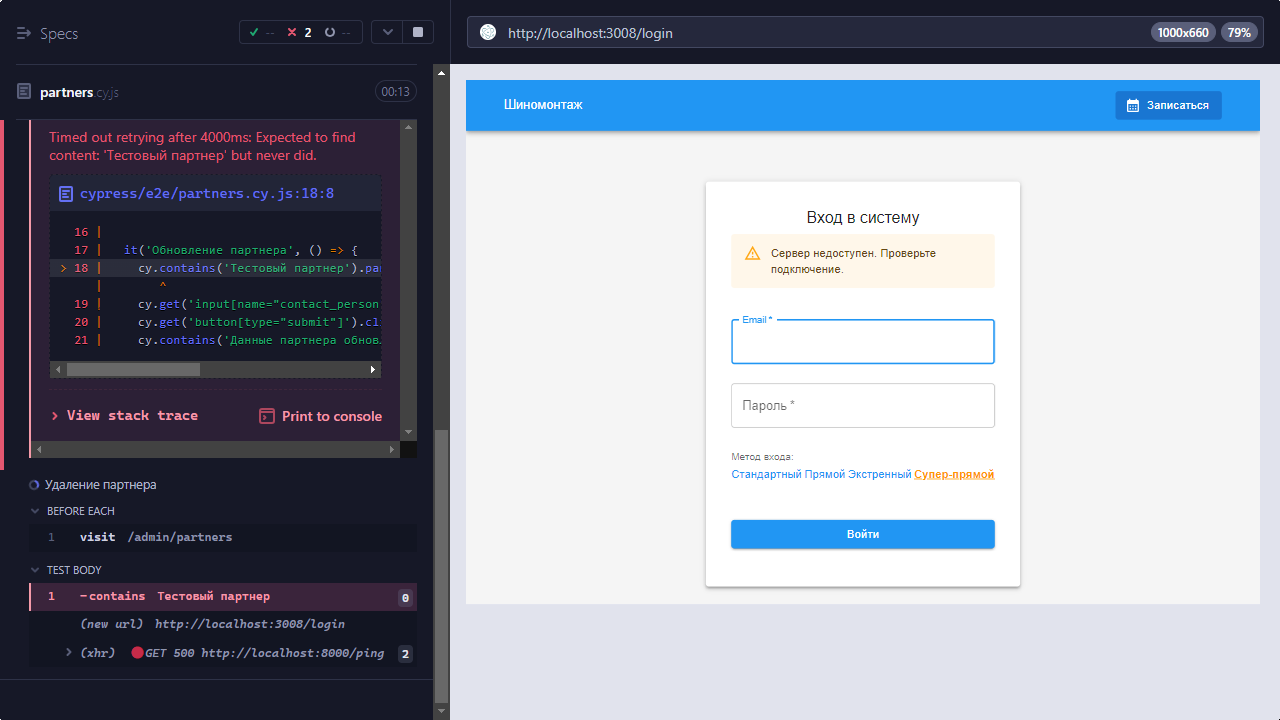 Specs
-- 2 --
partners.cy.js
00:13
Timed out retrying after 4000ms: Expected to find
content: 'Тестовый партнер' but never did.
cypress/e2e/partners.cy.js:18:8
16 |
17 | it('Обновление партнера', () => {
> 18 | cy.contains('Тестовый партнер').par
| ^
19 | cy.get('input[name="contact_person
20 | cy.get('button[type="submit"]').cl
21 | cy.contains('Данные партнера обнов
> View stack trace
Print to console
Удаление партнера
BEFORE EACH
1 visit /admin/partners
TEST BODY
1 -contains Тестовый партнер 0
(new url) http://localhost:3008/login
(xhr) GET 500 http://localhost:8000/ping 2
http://localhost:3008/login
1000x660
79%
Шиномонтаж
Записаться
Вход в систему
Сервер недоступен. Проверьте
подключение.
Email *
Пароль *
Метод входа:
Стандартный Прямой Экстренный Супер-прямой
Войти